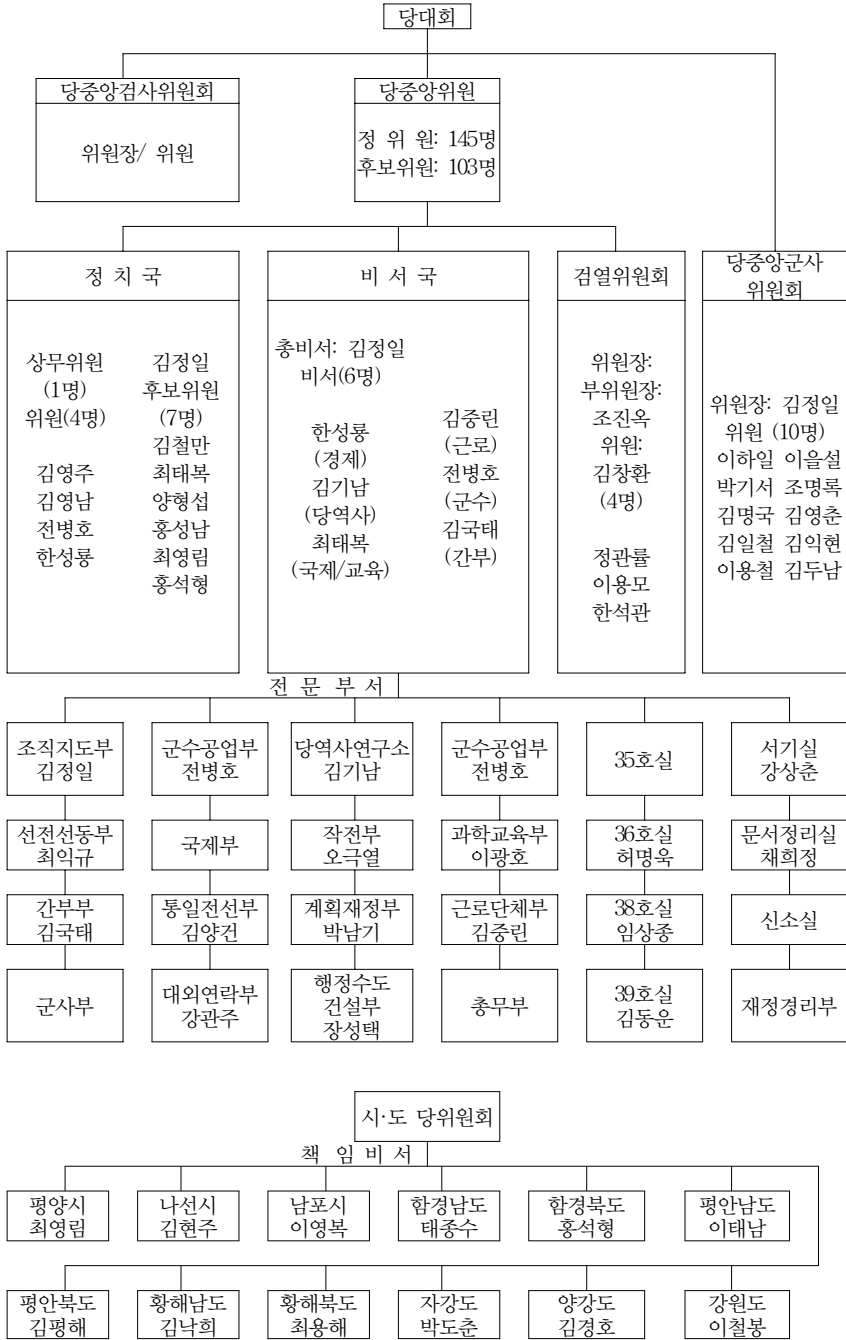 당대회
당중앙검사위원회
위원장/ 위원
당중앙위원
정 위 원: 145명
후보위원: 103명
정 치 국
상무위원
(1명)
위원(4명)
김영주
김영남
전병호
한성룡
김정일
후보위원
(7명)
김철만
최태복
양형섭
홍성남
최영림
홍석형
비 서 국
총비서: 김정일
비서(6명)
한성룡
(경제)
김기남
(당역사)
최태복
(국제/교육)
김중린
(근로)
전병호
(군수)
김국태
(간부)
검열위원회
위원장:
부위원장:
조진옥
위원:
김창환
(4명)
정관률
이용모
한석관
당중앙군사
위원회
위원장: 김정일
위원 (10명)
이하일 이을설
박기서 조명록
김명국 김영춘
김일철 김익현
이용철 김두남
전 문 부 서
조직지도부
김정일
군수공업부
전병호
당역사연구소
김기남
군수공업부
전병호
35호실
서기실
강상춘
선전선동부
최익규
국제부
작전부
오극열
과학교육부
이광호
36호실
허명욱
문서정리실
채희정
간부부
김국태
통일전선부
김양건
계획재정부
박남기
근로단체부
김중린
38호실
임상종
신소실
군사부
대외연락부
강관주
행정수도
건설부
장성택
총무부
39호실
김동운
재정경리부
시·도 당위원회
책 임 비 서
평양시
최영림
나선시
김현주
남포시
이영복
함경남도
태종수
함경북도
홍석형
평안남도
이태남
평안북도
김평해
황해남도
김낙희
황해북도
최용해
자강도
박도춘
양강도
김경호
강원도
이철봉